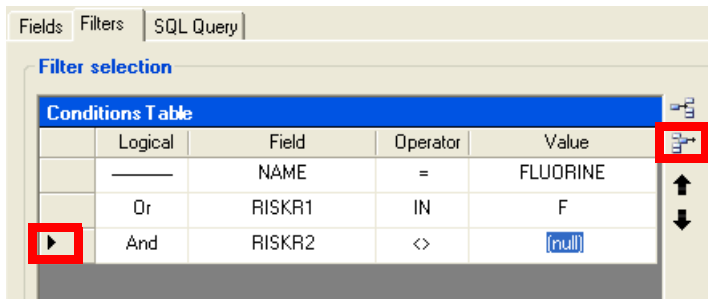 Fields Filters SQL Query
Filter selection
Conditions Table
Logical Field Operator Value
NAME = FLUORINE
Or RISKR1 IN F
And RISKR2 <> (null)